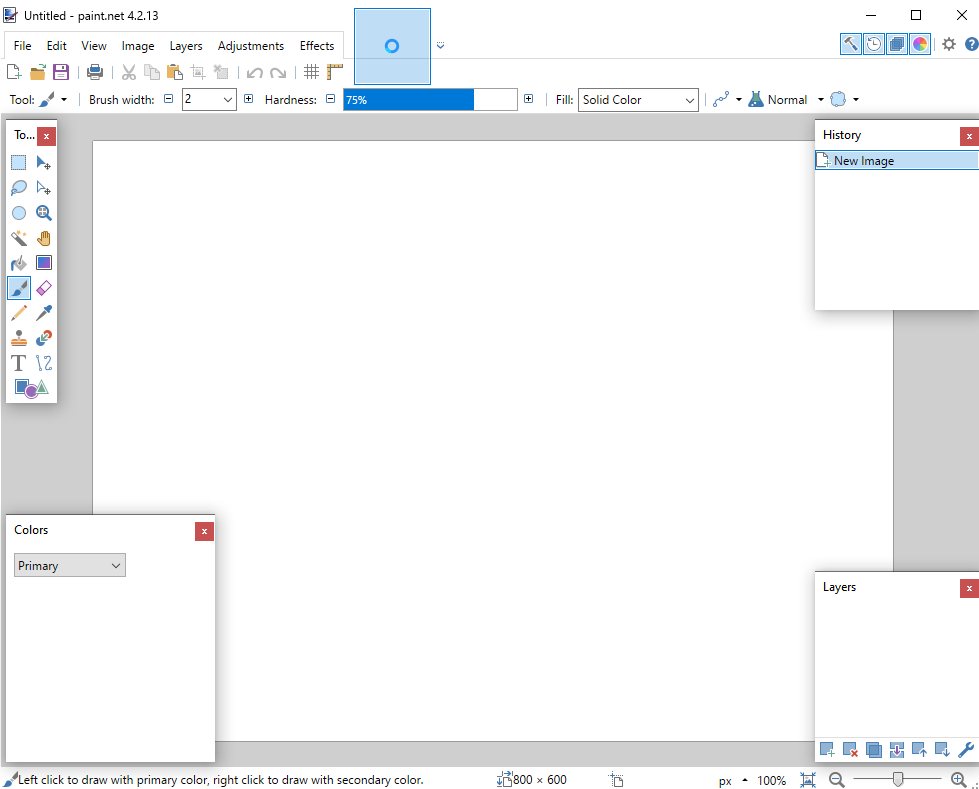 Untitled - paint.net 4.2.13
File Edit View Image Layers Adjustments Effects
Tool: Brush width: 2 Hardness: 75% Fill: Solid Color Normal
To... x
History x
New Image
Colors x
Primary
Layers x
Left click to draw with primary color, right click to draw with secondary color. 800 × 600 px 100%